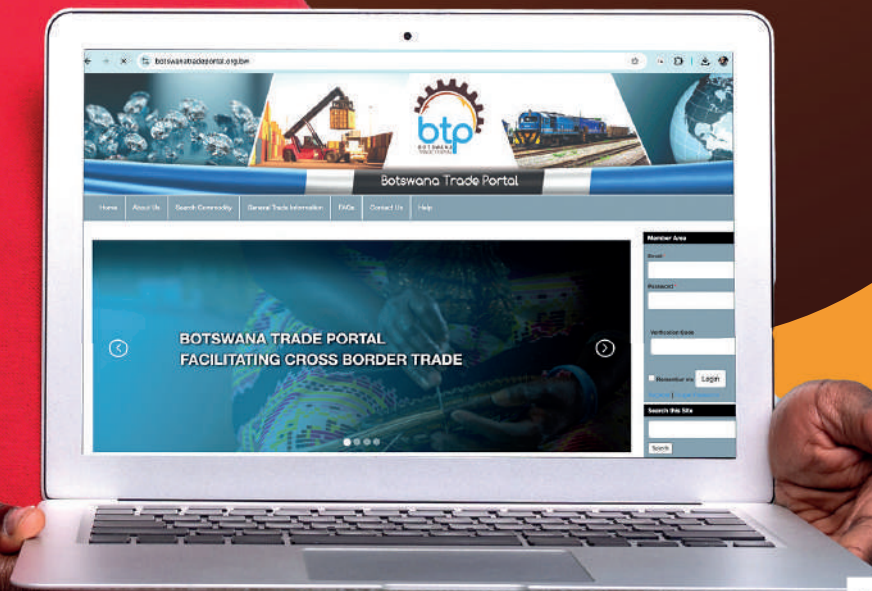 botswanatradeportal.org.bw
btp
BOTSWANA
TRADE PORTAL
Botswana Trade Portal
Home
About Us
Search Commodity
General Trade Information
FAQs
Contact Us
Help
BOTSWANA TRADE PORTAL
FACILITATING CROSS BORDER TRADE
Member Area
Email
Password *
Verification Code
Remember me
Login
Search this Site
Search